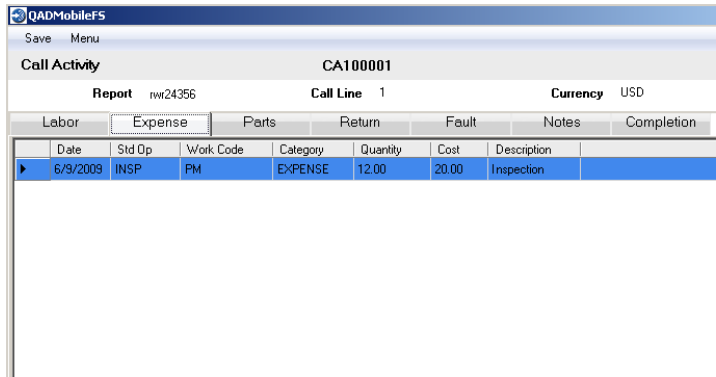 QADMobileFS
Save Menu
Call Activity CA100001
Report rwr24356 Call Line 1 Currency USD
Labor Expense Parts Return Fault Notes Completion
Date Std Op Work Code Category Quantity Cost Description
6/9/2009 INSP PM EXPENSE 12.00 20.00 Inspection